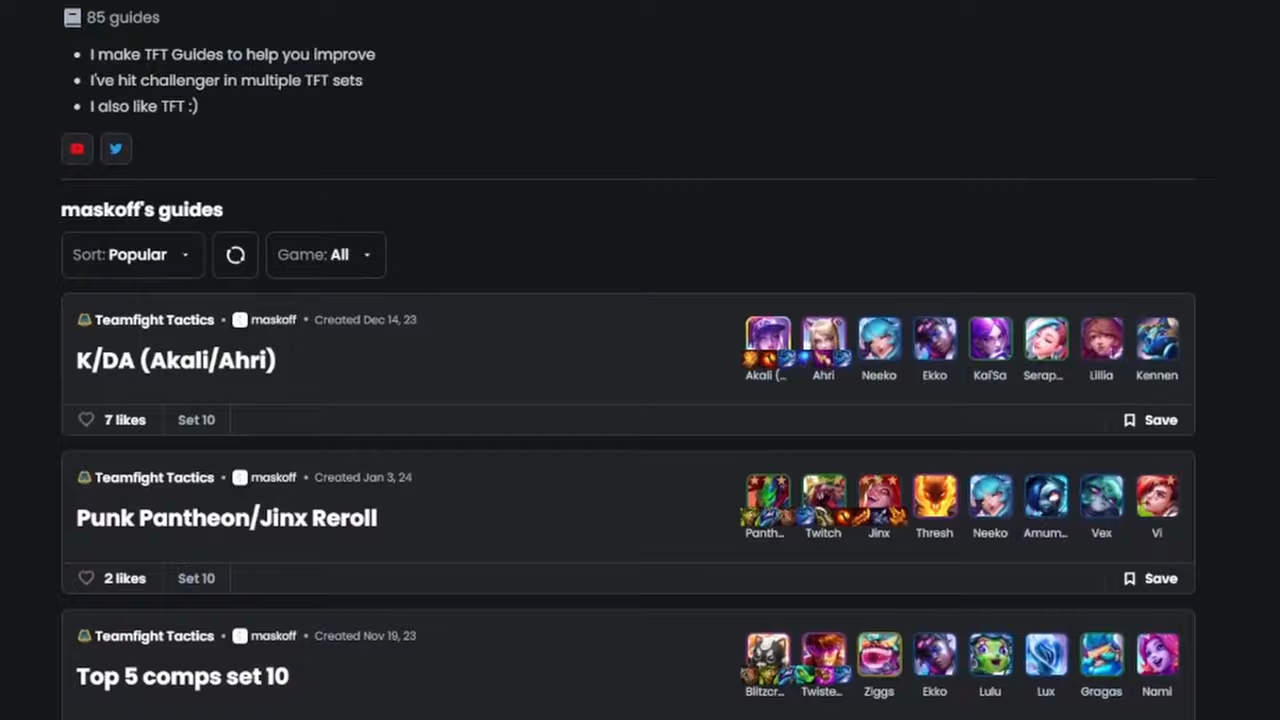 85 guides
I make TFT Guides to help you improve
I've hit challenger in multiple TFT sets
I also like TFT :)
maskoff's guides
Sort: Popular
Game: All
Teamfight Tactics • maskoff • Created Dec 14, 23
K/DA (Akali/Ahri)
Akali (... Ahri Neeko Ekko Kai'Sa Serap... Lillia Kennen
7 likes Set 10 Save
Teamfight Tactics • maskoff • Created Jan 3, 24
Punk Pantheon/Jinx Reroll
Panth... Twitch Jinx Thresh Neeko Amum... Vex Vi
2 likes Set 10 Save
Teamfight Tactics • maskoff • Created Nov 19, 23
Top 5 comps set 10
Blitzcr... Twiste... Ziggs Ekko Lulu Lux Gragas Nami